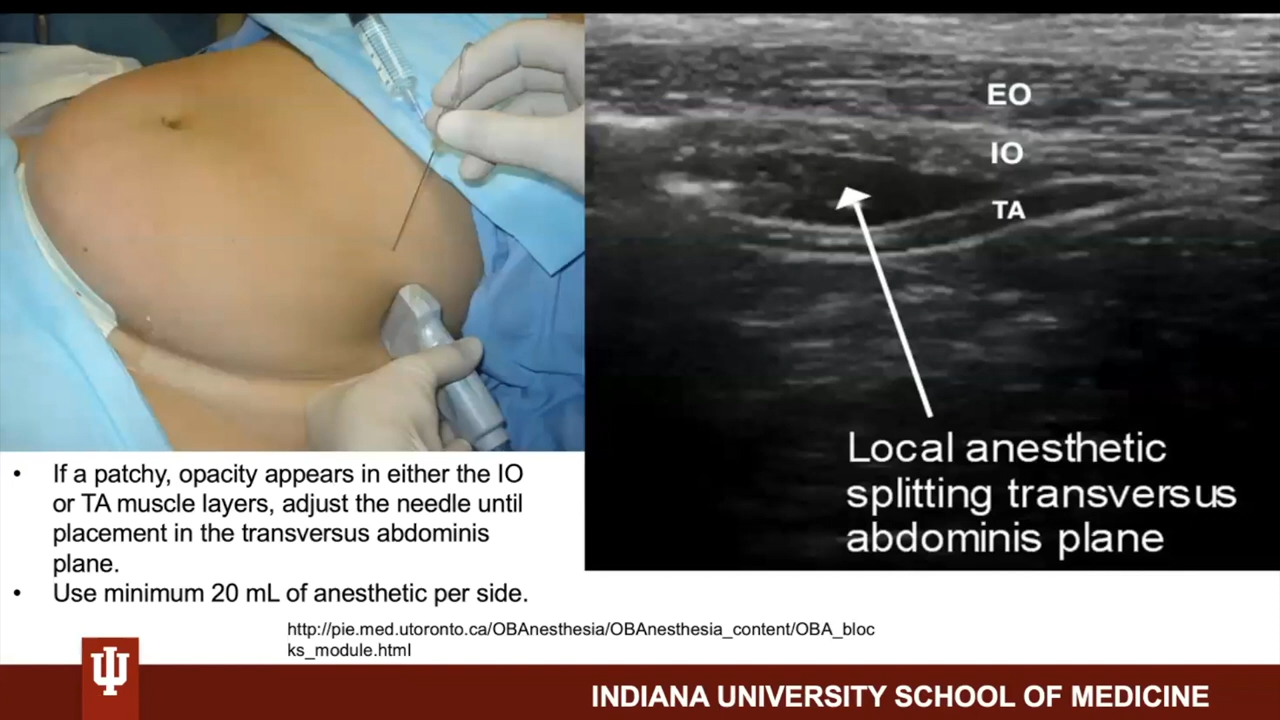 EO
IO
TA
Local anesthetic
splitting transversus
abdominis plane
• If a patchy, opacity appears in either the IO
or TA muscle layers, adjust the needle until
placement in the transversus abdominis
plane.
• Use minimum 20 mL of anesthetic per side.
http://pie.med.utoronto.ca/OBAnesthesia/OBAnesthesia_content/OBA_bloc
ks_module.html
INDIANA UNIVERSITY SCHOOL OF MEDICINE